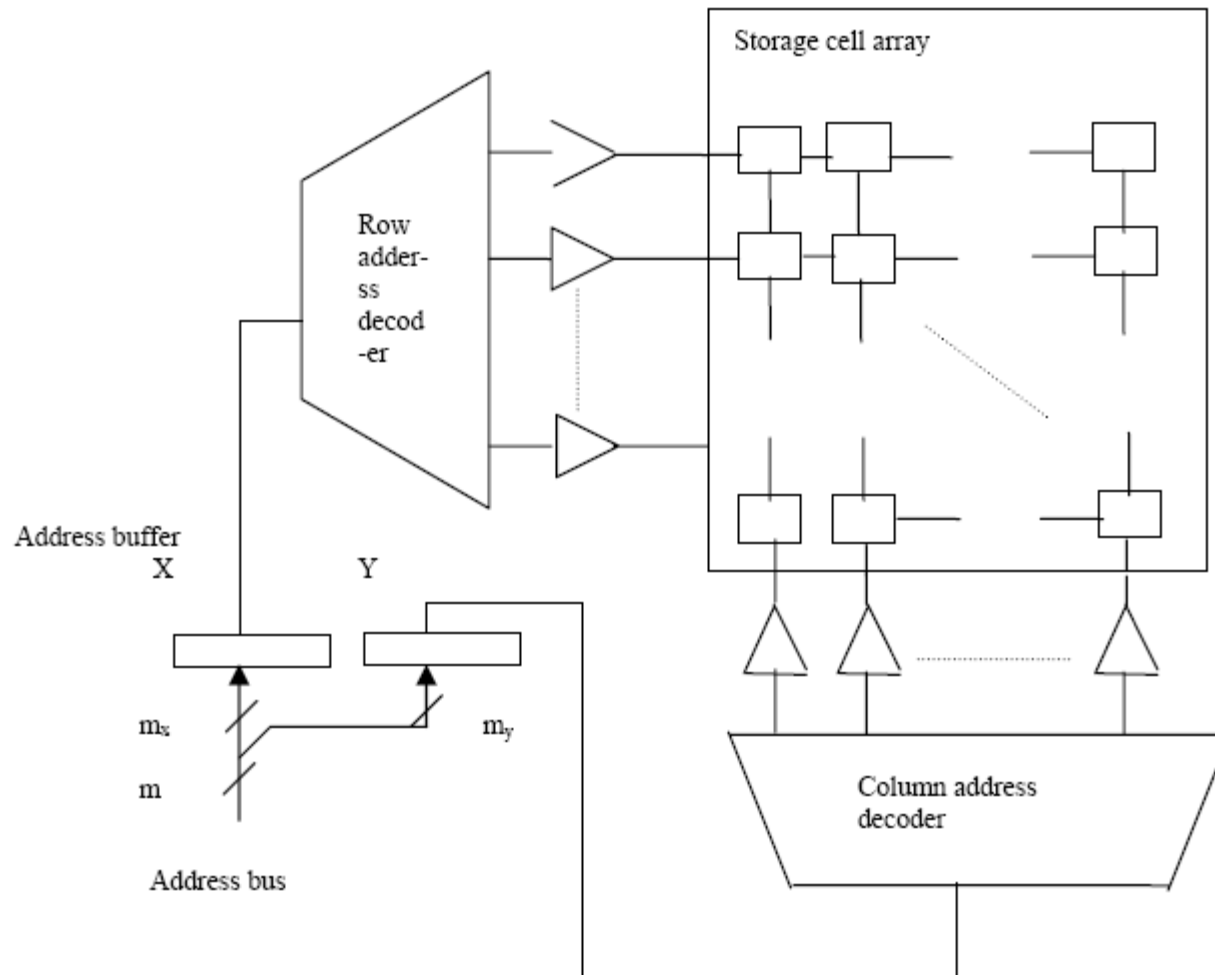 Storage cell array
Row
adder-
ss
decod
-er
Address buffer
X Y
mx
my
m
Column address
decoder
Address bus